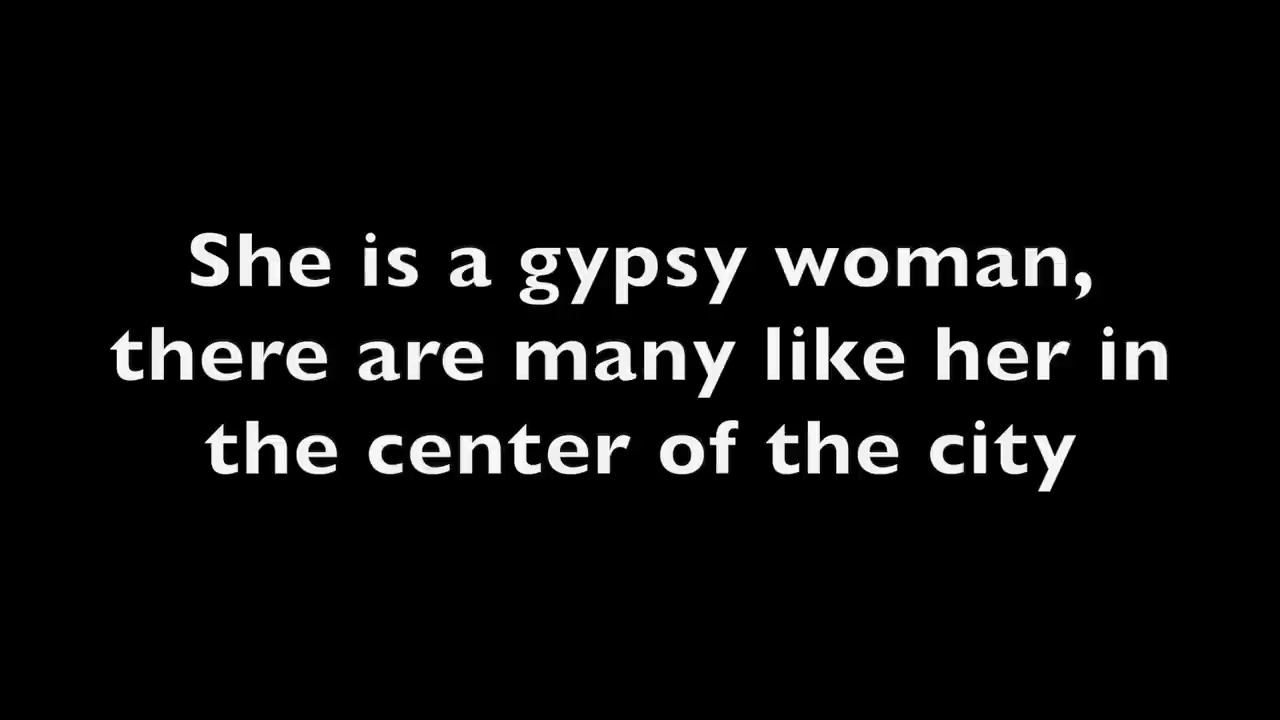 She is a gypsy woman,
there are many like her in
the center of the city